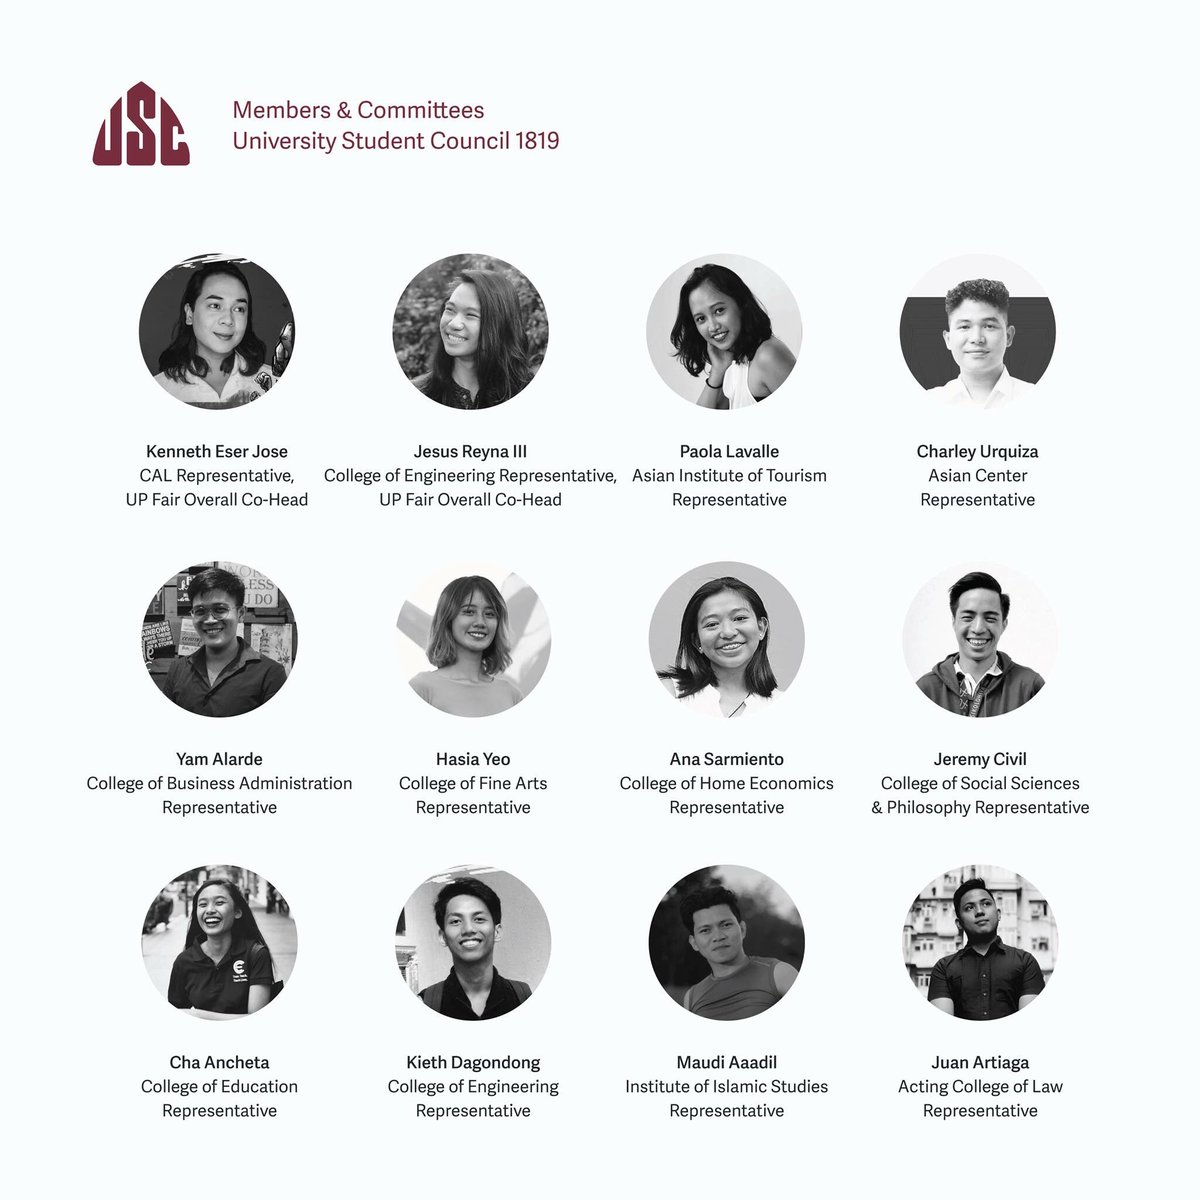 USC
Members & Committees
University Student Council 1819
Kenneth Eser Jose
CAL Representative,
UP Fair Overall Co-Head
Jesus Reyna III
College of Engineering Representative,
UP Fair Overall Co-Head
Paola Lavalle
Asian Institute of Tourism
Representative
Charley Urquiza
Asian Center
Representative
WORK
LESS
YOU DO
RAINBOWS
Yam Alarde
College of Business Administration
Representative
Hasia Yeo
College of Fine Arts
Representative
Ana Sarmiento
College of Home Economics
Representative
Jeremy Civil
College of Social Sciences
& Philosophy Representative
Cha Ancheta
College of Education
Representative
Kieth Dagondong
College of Engineering
Representative
Maudi Aaadil
Institute of Islamic Studies
Representative
Juan Artiaga
Acting College of Law
Representative